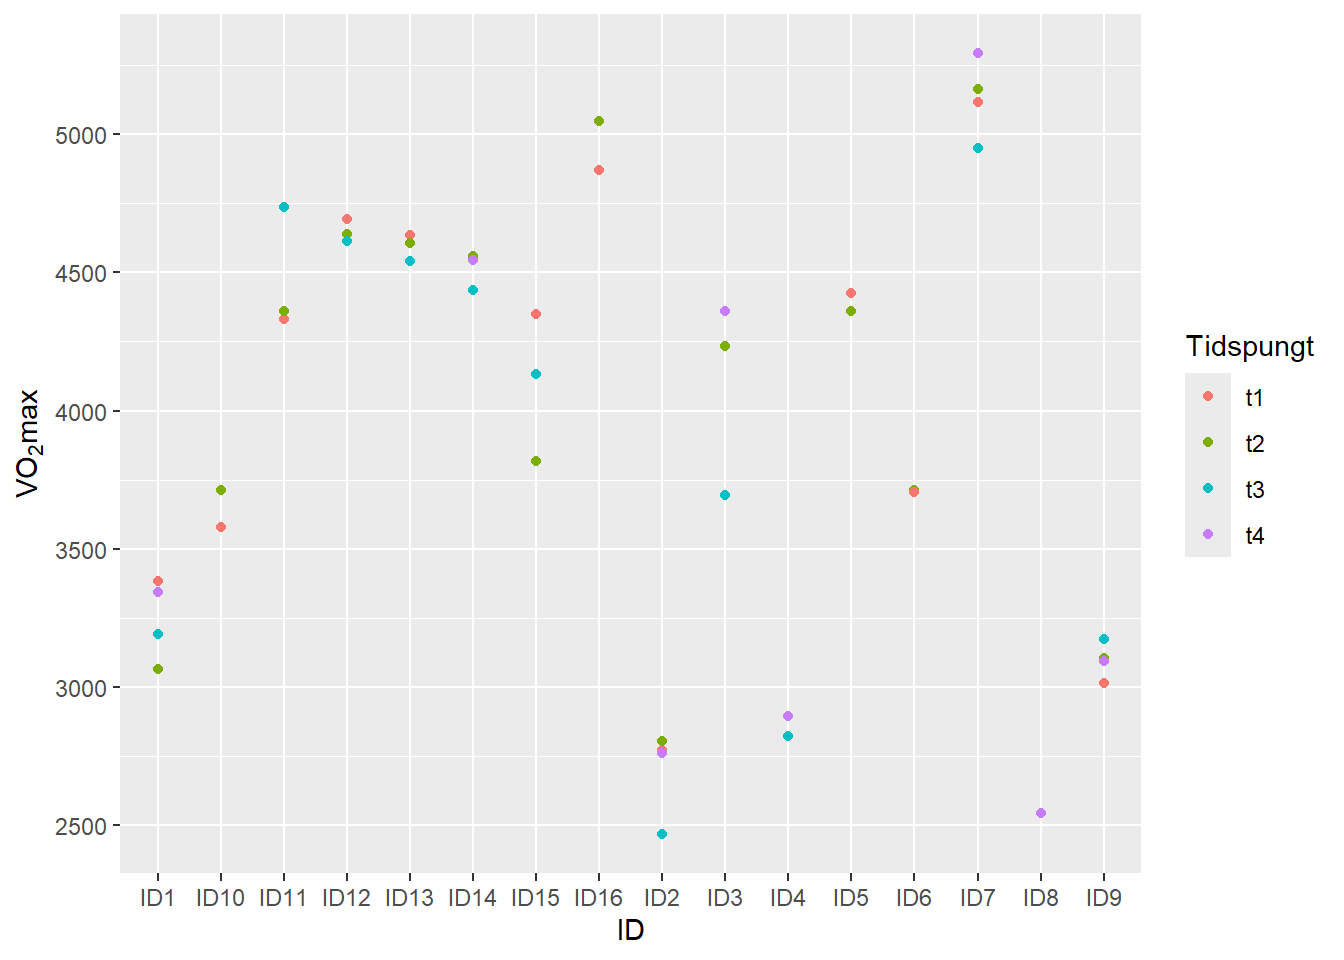 5000
4500
4000
3500
3000
2500
VO₂max
ID1 ID10 ID11 ID12 ID13 ID14 ID15 ID16 ID2 ID3 ID4 ID5 ID6 ID7 ID8 ID9
ID
Tidspungt
t1
t2
t3
t4